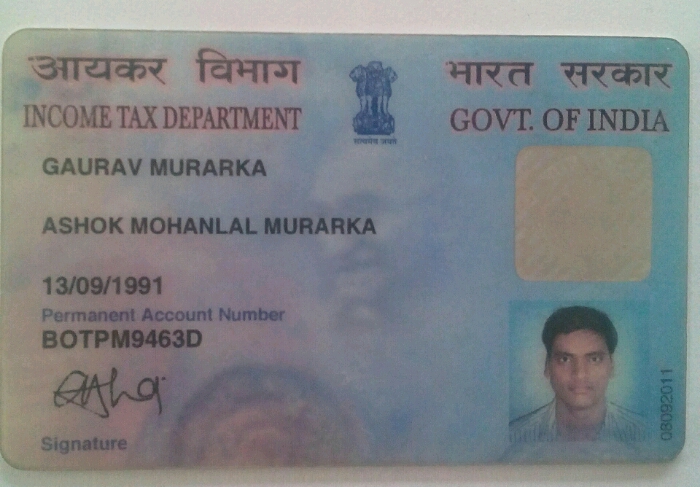 आयकर विभाग
INCOME TAX DEPARTMENT
सत्यमेव जयते
भारत सरकार
GOVT. OF INDIA
GAURAV MURARKA
ASHOK MOHANLAL MURARKA
13/09/1991
Permanent Account Number
BOTPM9463D
Signature
08092011